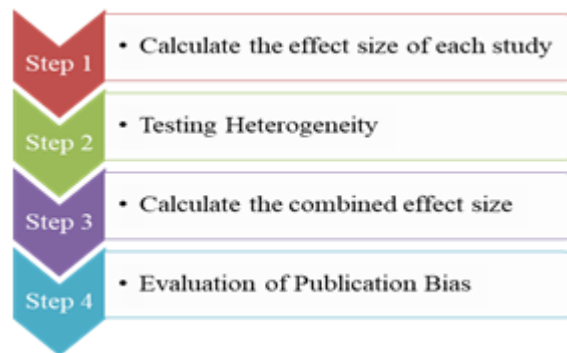 Step 1
• Calculate the effect size of each study
Step 2
• Testing Heterogeneity
Step 3
• Calculate the combined effect size
Step 4
• Evaluation of Publication Bias